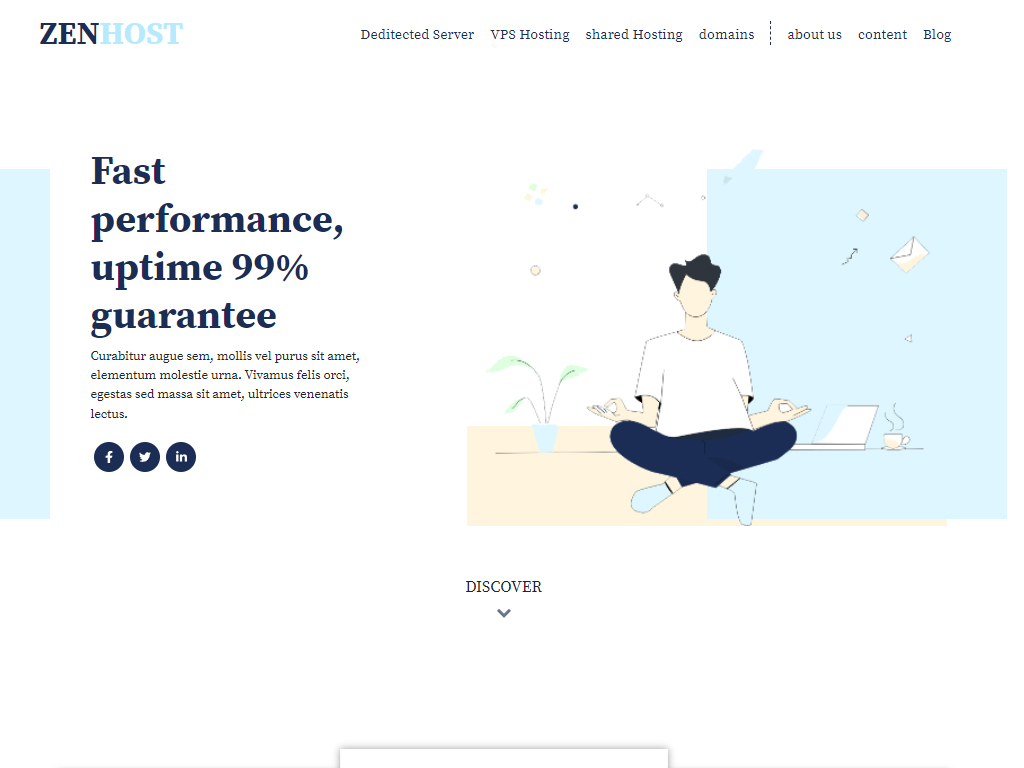 ZENHOST
Deditected Server VPS Hosting shared Hosting domains about us content Blog
Fast
performance,
uptime 99%
guarantee
Curabitur augue sem, mollis vel purus sit amet,
elementum molestie urna. Vivamus felis orci,
egestas sed massa sit amet, ultrices venenatis
lectus.
DISCOVER